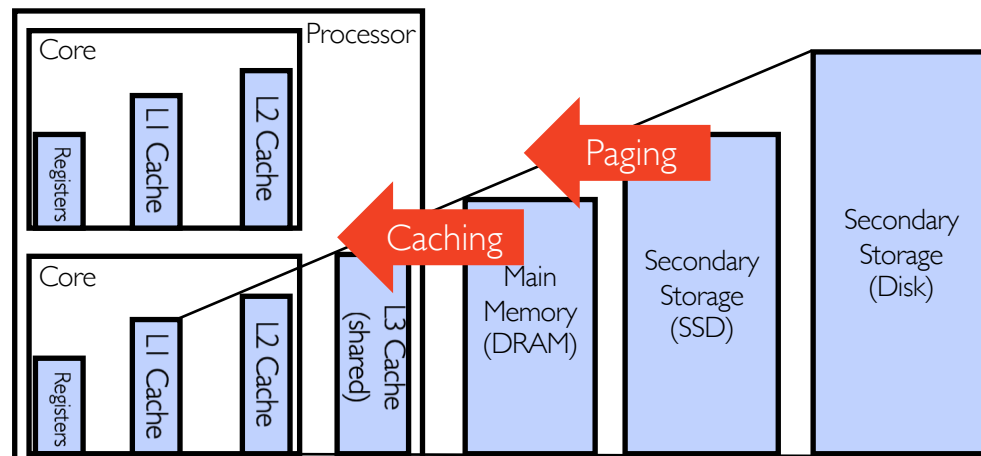 Processor
Core
Registers
L1 Cache
L2 Cache
Core
Registers
L1 Cache
L2 Cache
L3 Cache
(shared)
Caching
Paging
Main
Memory
(DRAM)
Secondary
Storage
(SSD)
Secondary
Storage
(Disk)